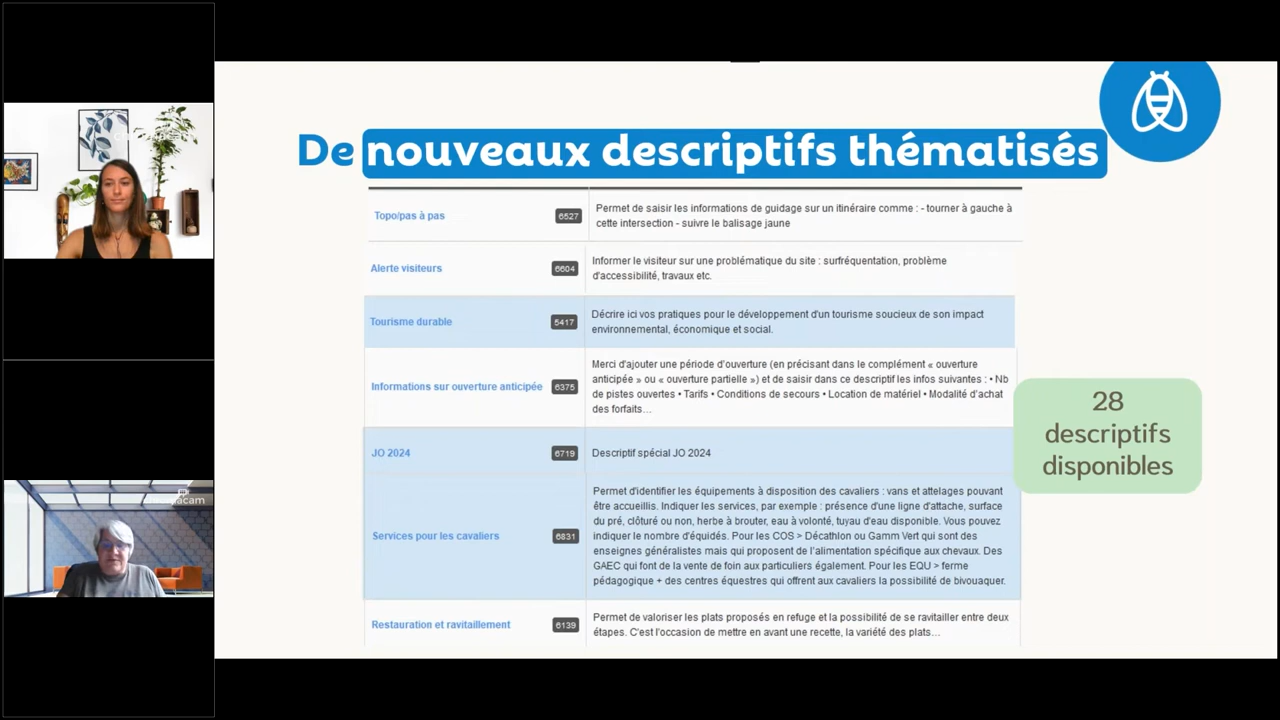 De nouveaux descriptifs thématisés
Topo/pas à pas
6527
Permet de saisir les informations de guidage sur un itinéraire comme : - tourner à gauche à
cette intersection - suivre le balisage jaune
Alerte visiteurs
6604
Informer le visiteur sur une problématique du site : surfréquentation, problème
d'accessibilité, travaux etc.
Tourisme durable
5417
Décrire ici vos pratiques pour le développement d'un tourisme soucieux de son impact
environnemental, économique et social.
Informations sur ouverture anticipée
6375
Merci d'ajouter une période d'ouverture (en précisant dans le complément « ouverture
anticipée » ou « ouverture partielle ») et de saisir dans ce descriptif les infos suivantes : • Nb
de pistes ouvertes • Tarifs • Conditions de secours • Location de matériel • Modalité d'achat
des forfaits…
JO 2024
6719
Descriptif spécial JO 2024
Services pour les cavaliers
6831
Permet d'identifier les équipements à disposition des cavaliers : vans et attelages pouvant
être accueillis. Indiquer les services, par exemple : présence d'une ligne d'attache, surface
du pré, clôturé ou non, herbe à brouter, eau à volonté, tuyau d'eau disponible. Vous pouvez
indiquer le nombre d'équidés. Pour les COS > Décathlon ou Gamm Vert qui sont des
enseignes généralistes mais qui proposent de l'alimentation spécifique aux chevaux. Des
GAEC qui font de la vente de foin aux particuliers également. Pour les EQU > ferme
pédagogique + des centres équestres qui offrent aux cavaliers la possibilité de bivouaquer.
Restauration et ravitaillement
6139
Permet de valoriser les plats proposés en refuge et la possibilité de se ravitailler entre deux
étapes. C'est l'occasion de mettre en avant une recette, la variété des plats…
28
descriptifs
disponibles